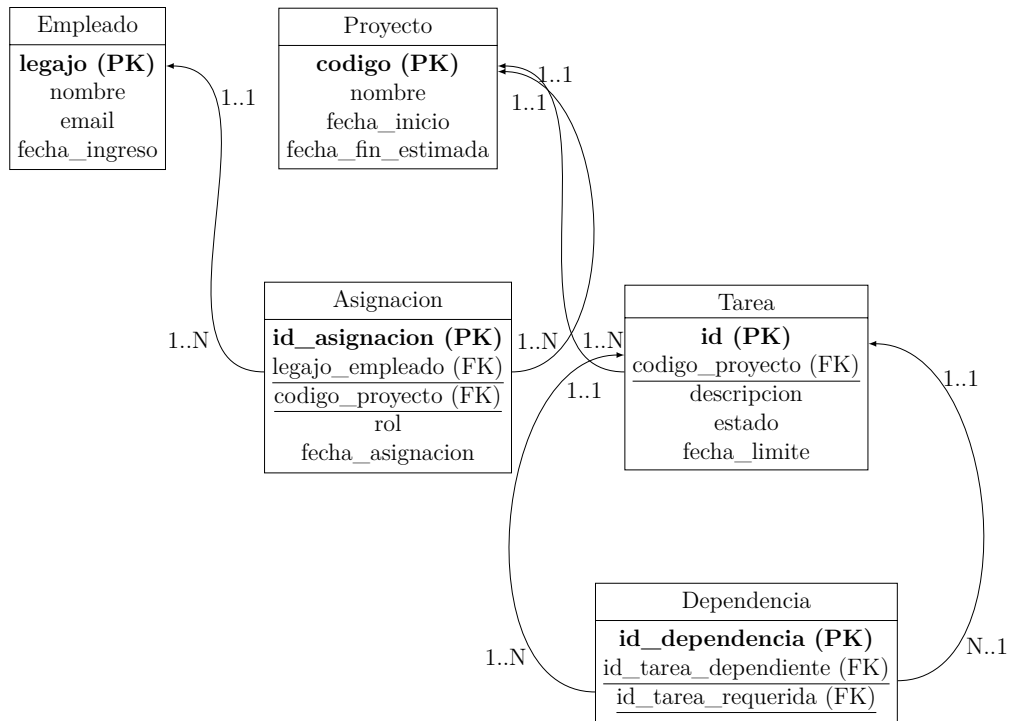 Empleado
legajo (PK)
nombre
email
fecha_ingreso
Proyecto
codigo (PK)
nombre
fecha_inicio
fecha_fin_estimada
1..1
1..1
1..1
Asignacion
id_asignacion (PK)
legajo_empleado (FK)
codigo_proyecto (FK)
rol
fecha_asignacion
1..N
1..N
1..N
Tarea
id (PK)
codigo_proyecto (FK)
descripcion
estado
fecha_limite
1..1
1..1
Dependencia
id_dependencia (PK)
id_tarea_dependiente (FK)
id_tarea_requerida (FK)
1..N
N..1